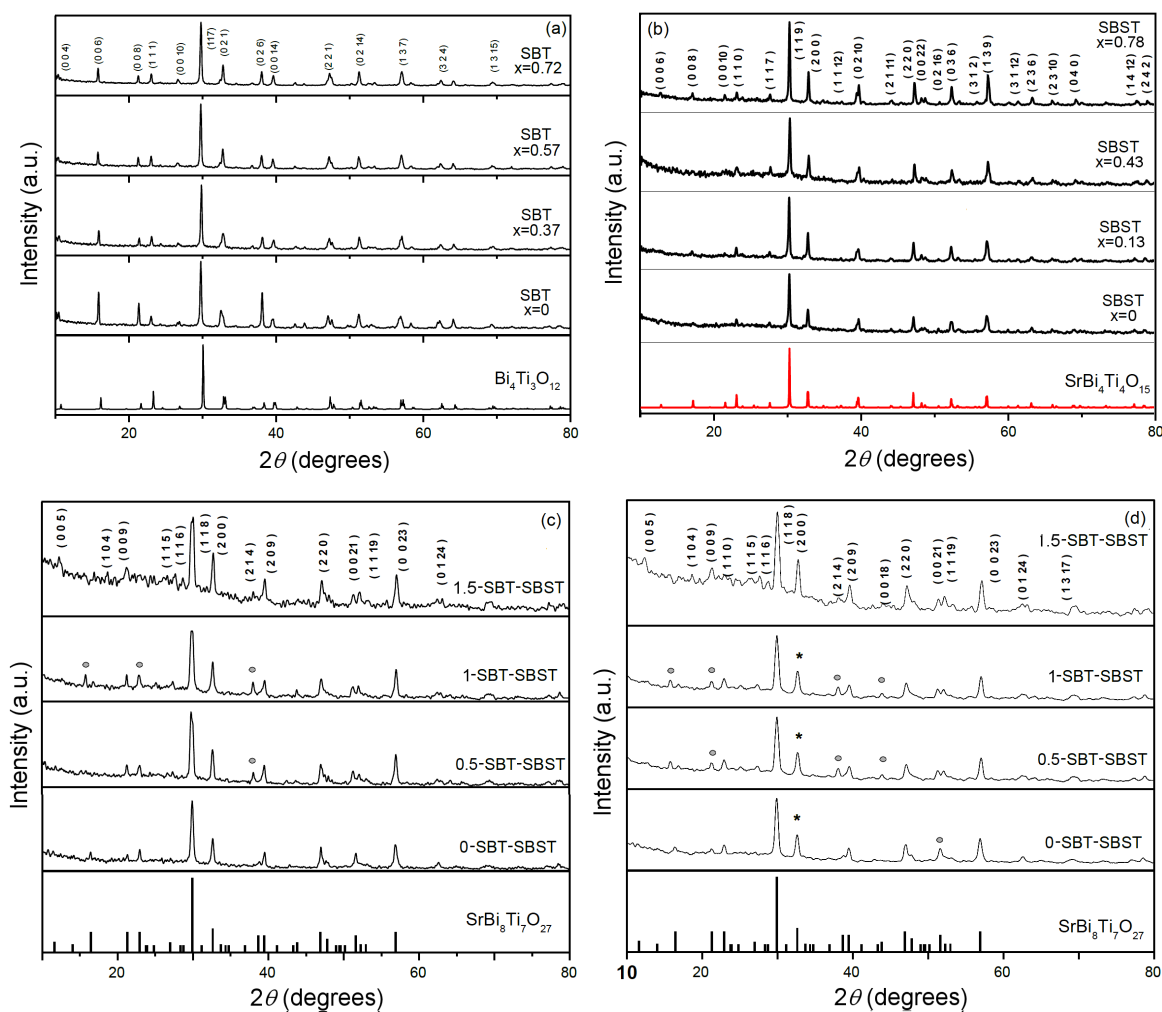 (a)
(0 0 4)
(0 0 6)
(0 0 8)
(1 1 1)
(0 0 10)
(117)
(0 2 1)
(0 2 6)
(0 0 14)
(2 2 1)
(0 2 14)
(1 3 7)
(3 2 4)
(1 3 15)
SBT
x=0.72
SBT
x=0.57
SBT
x=0.37
SBT
x=0
Bi4Ti3O12
Intensity (a.u.)
20 40 60 80
2θ (degrees)
(b)
(0 0 6)
(0 0 8)
(0 0 10)
(1 1 0)
(1 1 7)
(1 1 9)
(2 0 0)
(1 1 12)
(0 2 10)
(2 1 11)
(2 2 0)
(0 0 22)
(0 2 16)
(0 3 6)
(3 1 2)
(1 3 9)
(3 1 12)
(2 3 6)
(2 3 10)
(0 4 0)
(1 4 12)
(2 4 2)
SBST
x=0.78
SBST
x=0.43
SBST
x=0.13
SBST
x=0
SrBi4Ti4O15
Intensity (a.u.)
20 40 60 80
2θ (degrees)
(c)
(0 0 5)
(1 0 4)
(0 0 9)
(1 1 5)
(1 1 6)
(1 1 8)
(2 0 0)
(2 1 4)
(2 0 9)
(2 2 0)
(0 0 21)
(1 1 19)
(0 0 23)
(0 1 24)
1.5-SBT-SBST
1-SBT-SBST
0.5-SBT-SBST
0-SBT-SBST
SrBi8Ti7O27
Intensity (a.u.)
20 40 60 80
2θ (degrees)
(d)
(0 0 5)
(1 0 4)
(0 0 9)
(1 1 0)
(1 1 5)
(1 1 6)
(1 1 8)
(2 0 0)
(2 1 4)
(2 0 9)
(0 0 18)
(2 2 0)
(0 0 21)
(1 1 19)
(0 0 23)
(0 1 24)
(1 3 17)
1.5-SBT-SBST
1-SBT-SBST
*
0.5-SBT-SBST
*
0-SBT-SBST
*
SrBi8Ti7O27
Intensity (a.u.)
10 20 40 60 80
2θ (degrees)